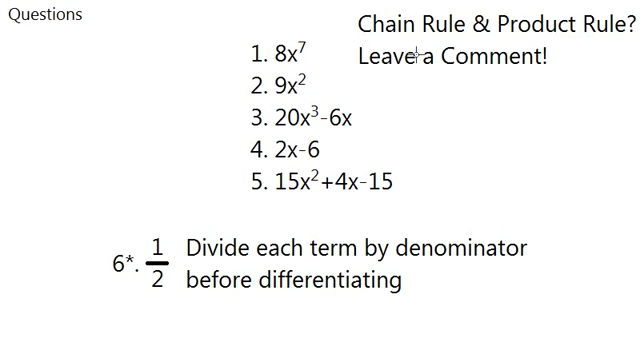 Questions
Chain Rule & Product Rule?
Leave a Comment!
1. 8x⁷
2. 9x²
3. 20x³-6x
4. 2x-6
5. 15x²+4x-15
6*. 1/2 Divide each term by denominator
before differentiating